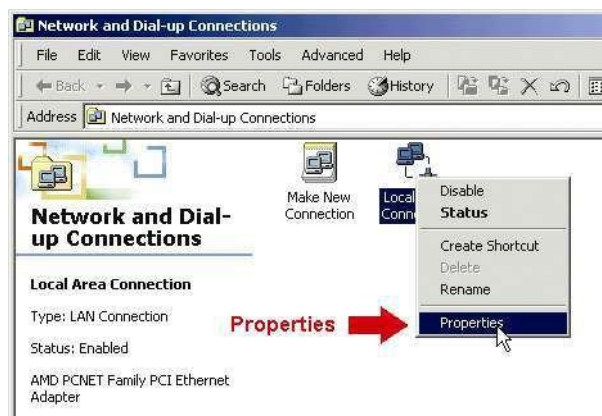 Network and Dial-up Connections
File Edit View Favorites Tools Advanced Help
Back Search Folders History
Address Network and Dial-up Connections
Make New
Connection
Local
Conn
Disable
Status
Create Shortcut
Delete
Rename
Properties
Network and Dial-
up Connections
Local Area Connection
Type: LAN Connection
Status: Enabled
AMD PCNET Family PCI Ethernet
Adapter
Properties